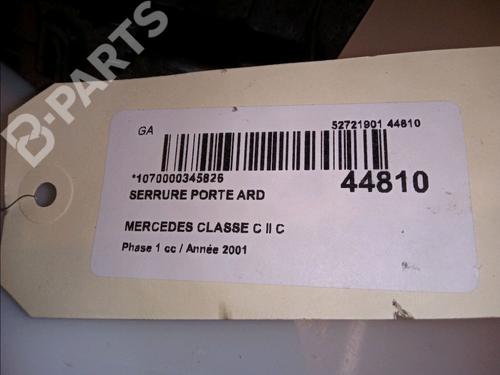 B-PARTS
GA
52721901 44810
*1070000345826
44810
SERRURE PORTE ARD
MERCEDES CLASSE C II C
Phase 1 cc / Année 2001